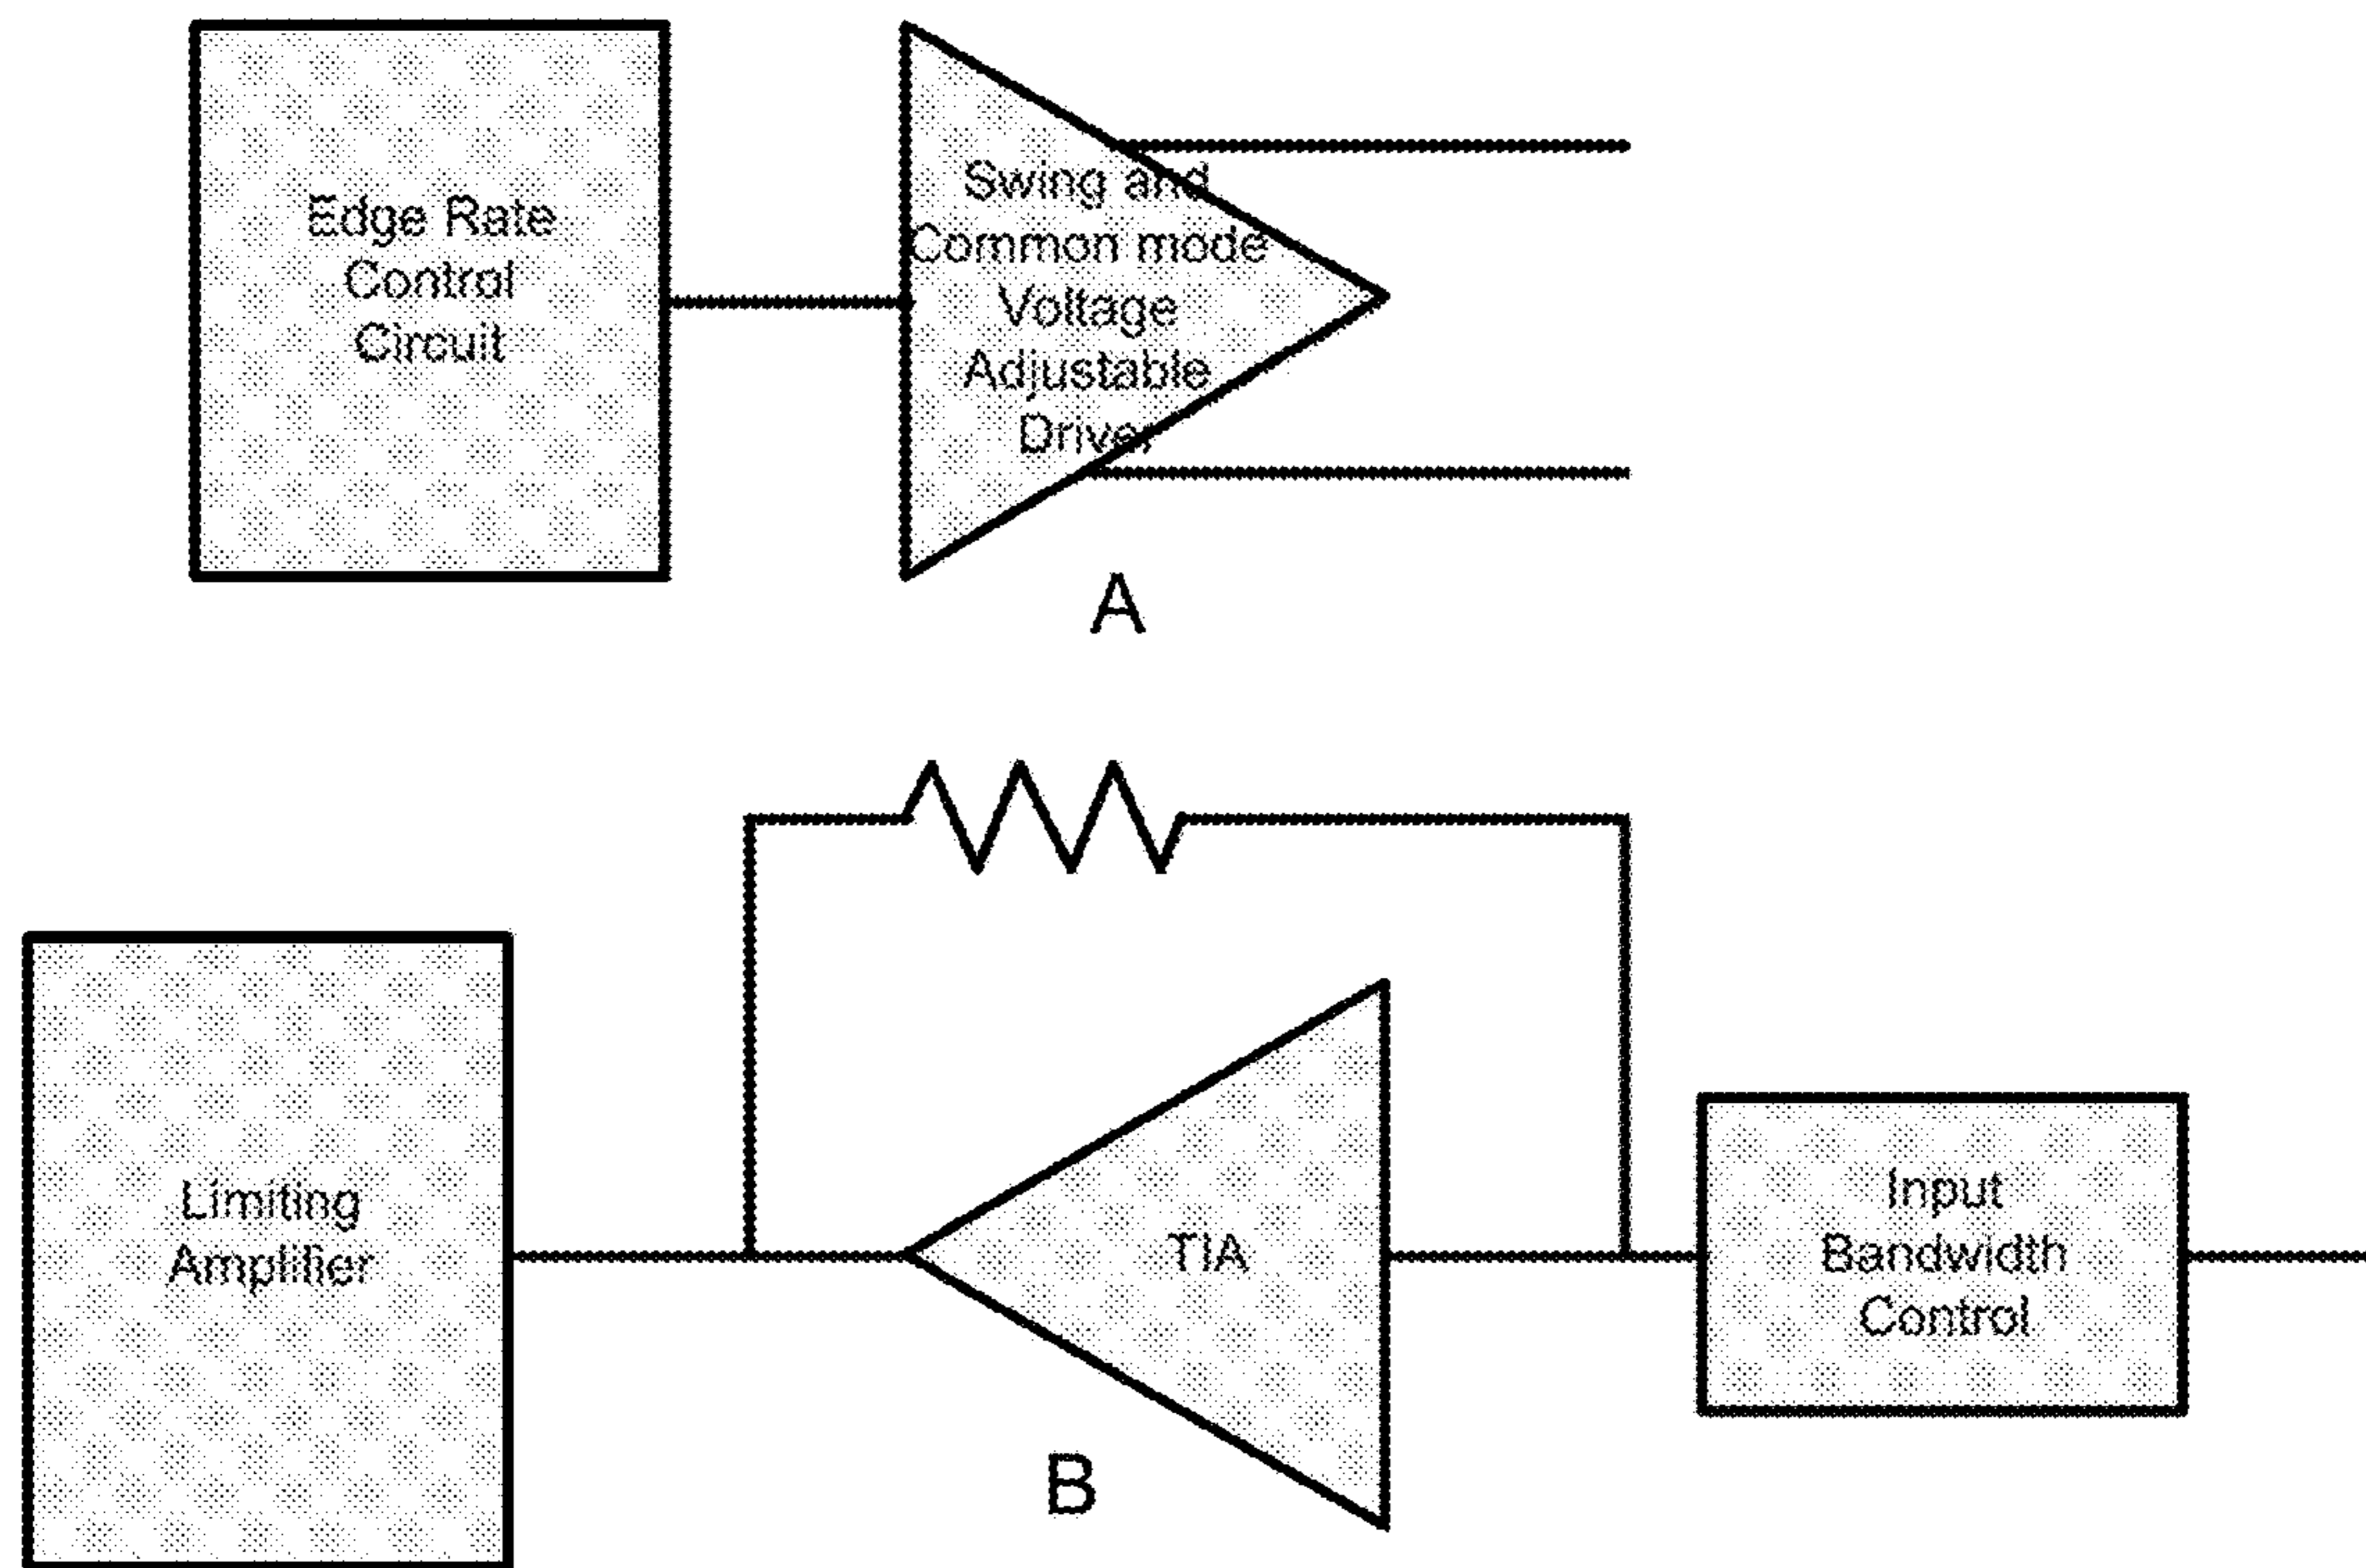 Edge Rate
Control
Circuit
Swing and
Common mode
Voltage
Adjustable
Driver
A
Limiting
Amplifier
TIA
Input
Bandwidth
Control
B